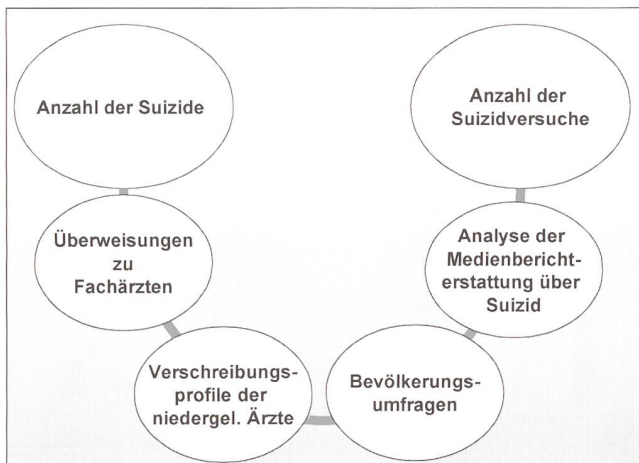 Anzahl der Suizide
Anzahl der
Suizidversuche
Überweisungen
zu
Fachärzten
Analyse der
Medienbericht-
erstattung über
Suizid
Verschreibungs-
profile der
niedergel. Ärzte
Bevölkerungs-
umfragen